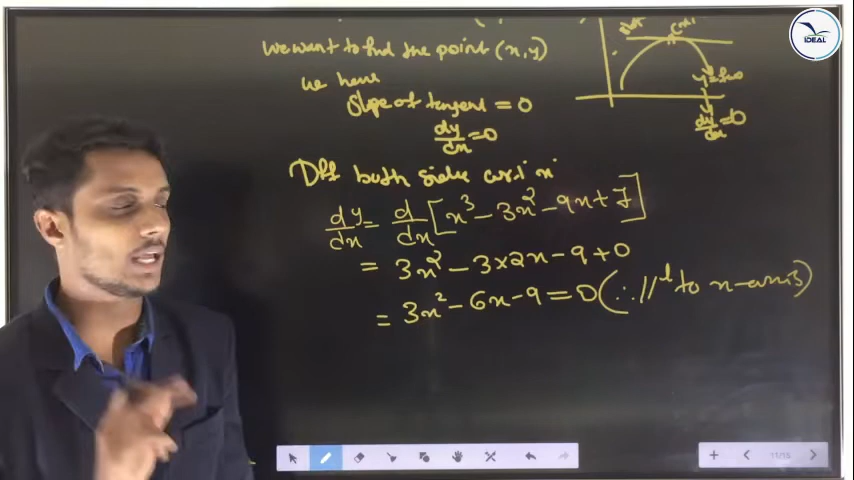 we want to find the point (x, y)
we have
Slope of tangent = 0
dy/dx = 0
y = f(x)
dy/dx = 0
Diff both sides w.r.t 'x'
dy/dx = d/dx [x³ - 3x² - 9x + 7]
= 3x² - 3×2x - 9 + 0
= 3x² - 6x - 9 = 0 (∵ //l to x-axis)
IDEAL
11/15